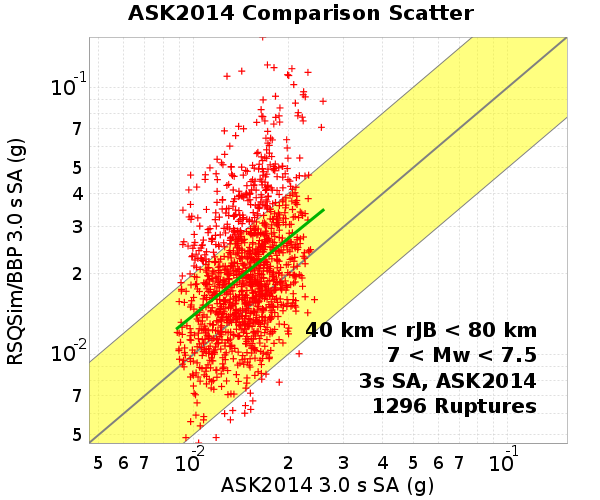 ASK2014 Comparison Scatter
RSQSim/BBP 3.0 s SA (g)
10-1
7
5
4
3
2
10-2
7
5
40 km < rJB < 80 km
7 < Mw < 7.5
3s SA, ASK2014
1296 Ruptures
5 6 7 10-2 2 3 4 5 6 7 10-1
ASK2014 3.0 s SA (g)